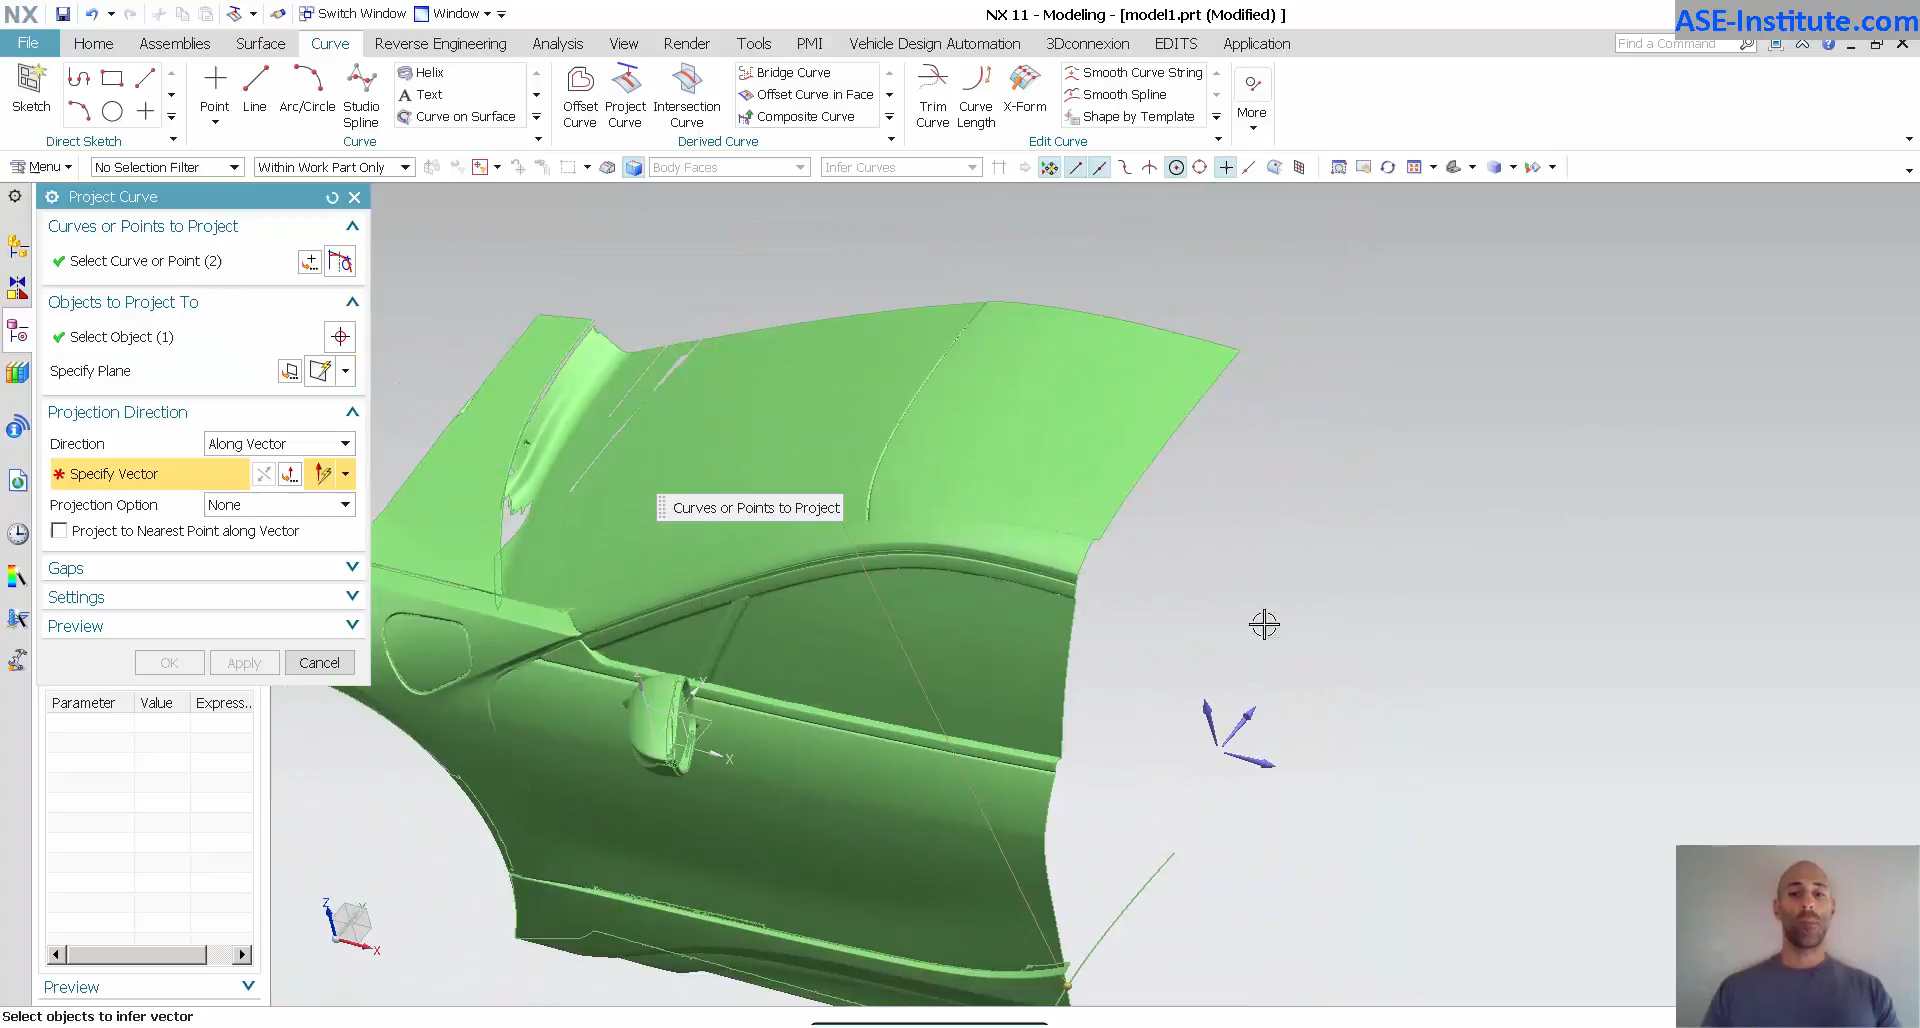 NX
Switch Window
Window
NX 11 - Modeling - [model1.prt (Modified) ]
ASE-Institute.com
File
Home
Assemblies
Surface
Curve
Reverse Engineering
Analysis
View
Render
Tools
PMI
Vehicle Design Automation
3Dconnexion
EDITS
Application
Find a Command
Sketch
Direct Sketch
Point
Line
Arc/Circle
Studio Spline
Helix
Text
Curve on Surface
Curve
Offset Curve
Project Curve
Intersection Curve
Bridge Curve
Offset Curve in Face
Composite Curve
Derived Curve
Trim Curve
Curve Length
X-Form
Smooth Curve String
Smooth Spline
Shape by Template
Edit Curve
More
Menu
No Selection Filter
Within Work Part Only
Body Faces
Infer Curves
Project Curve
Curves or Points to Project
Select Curve or Point (2)
Objects to Project To
Select Object (1)
Specify Plane
Projection Direction
Direction
Along Vector
* Specify Vector
Projection Option
None
Project to Nearest Point along Vector
Gaps
Settings
Preview
OK
Apply
Cancel
Parameter
Value
Express..
Preview
Curves or Points to Project
X
Y
Z
Y
X
Select objects to infer vector